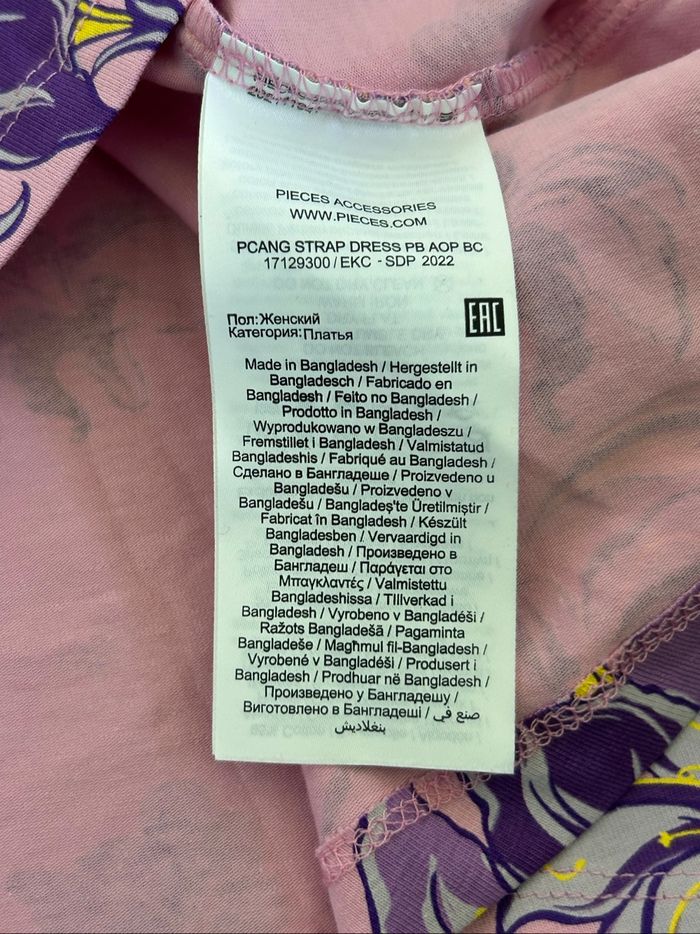 PIECES ACCESSORIES
WWW.PIECES.COM
PCANG STRAP DRESS PB AOP BC
17129300/EKC - SDP 2022
EAC
Пол:Женский
Категория:Платья
Made in Bangladesh / Hergestellt in
Bangladesch / Fabricado en
Bangladesh / Feito no Bangladesh /
Prodotto in Bangladesh /
Wyprodukowano w Bangladeszu /
Fremstillet i Bangladesh / Valmistatud
Bangladeshis / Fabriqué au Bangladesh /
Сделано в Бангладеше / Proizvedeno u
Bangladešu / Proizvedeno v
Bangladešu / Bangladeş'te Üretilmiştir /
Fabricat în Bangladesh / Készült
Bangladesben / Vervaardigd in
Bangladesh / Произведено в
Бангладеш / Παράγεται στο
Μπαγκλαντές / Valmistettu
Bangladeshissa / Tillverkad i
Bangladesh / Vyrobeno v Bangladéši /
Ražots Bangladešā / Pagaminta
Bangladeše / Magħmul fil-Bangladesh /
Vyrobené v Bangladéši / Produsert i
Bangladesh / Prodhuar në Bangladesh /
Произведено у Бангладешу /
Виготовлено в Бангладеші / صنع في
بنغلاديش